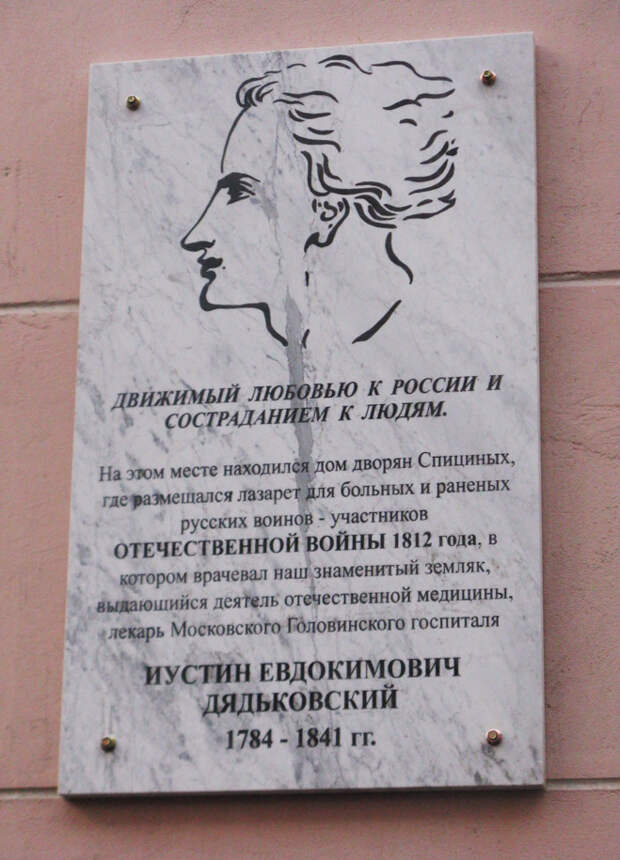 ДВИЖИМЫЙ ЛЮБОВЬЮ К РОССИИ И
СОСТРАДАНИЕМ К ЛЮДЯМ.
На этом месте находился дом дворян Спициных,
где размещался лазарет для больных и раненых
русских воинов - участников
ОТЕЧЕСТВЕННОЙ ВОЙНЫ 1812 года, в
котором врачевал наш знаменитый земляк,
выдающийся деятель отечественной медицины,
лекарь Московского Головинского госпиталя
ИУСТИН ЕВДОКИМОВИЧ
ДЯДЬКОВСКИЙ
1784 - 1841 гг.